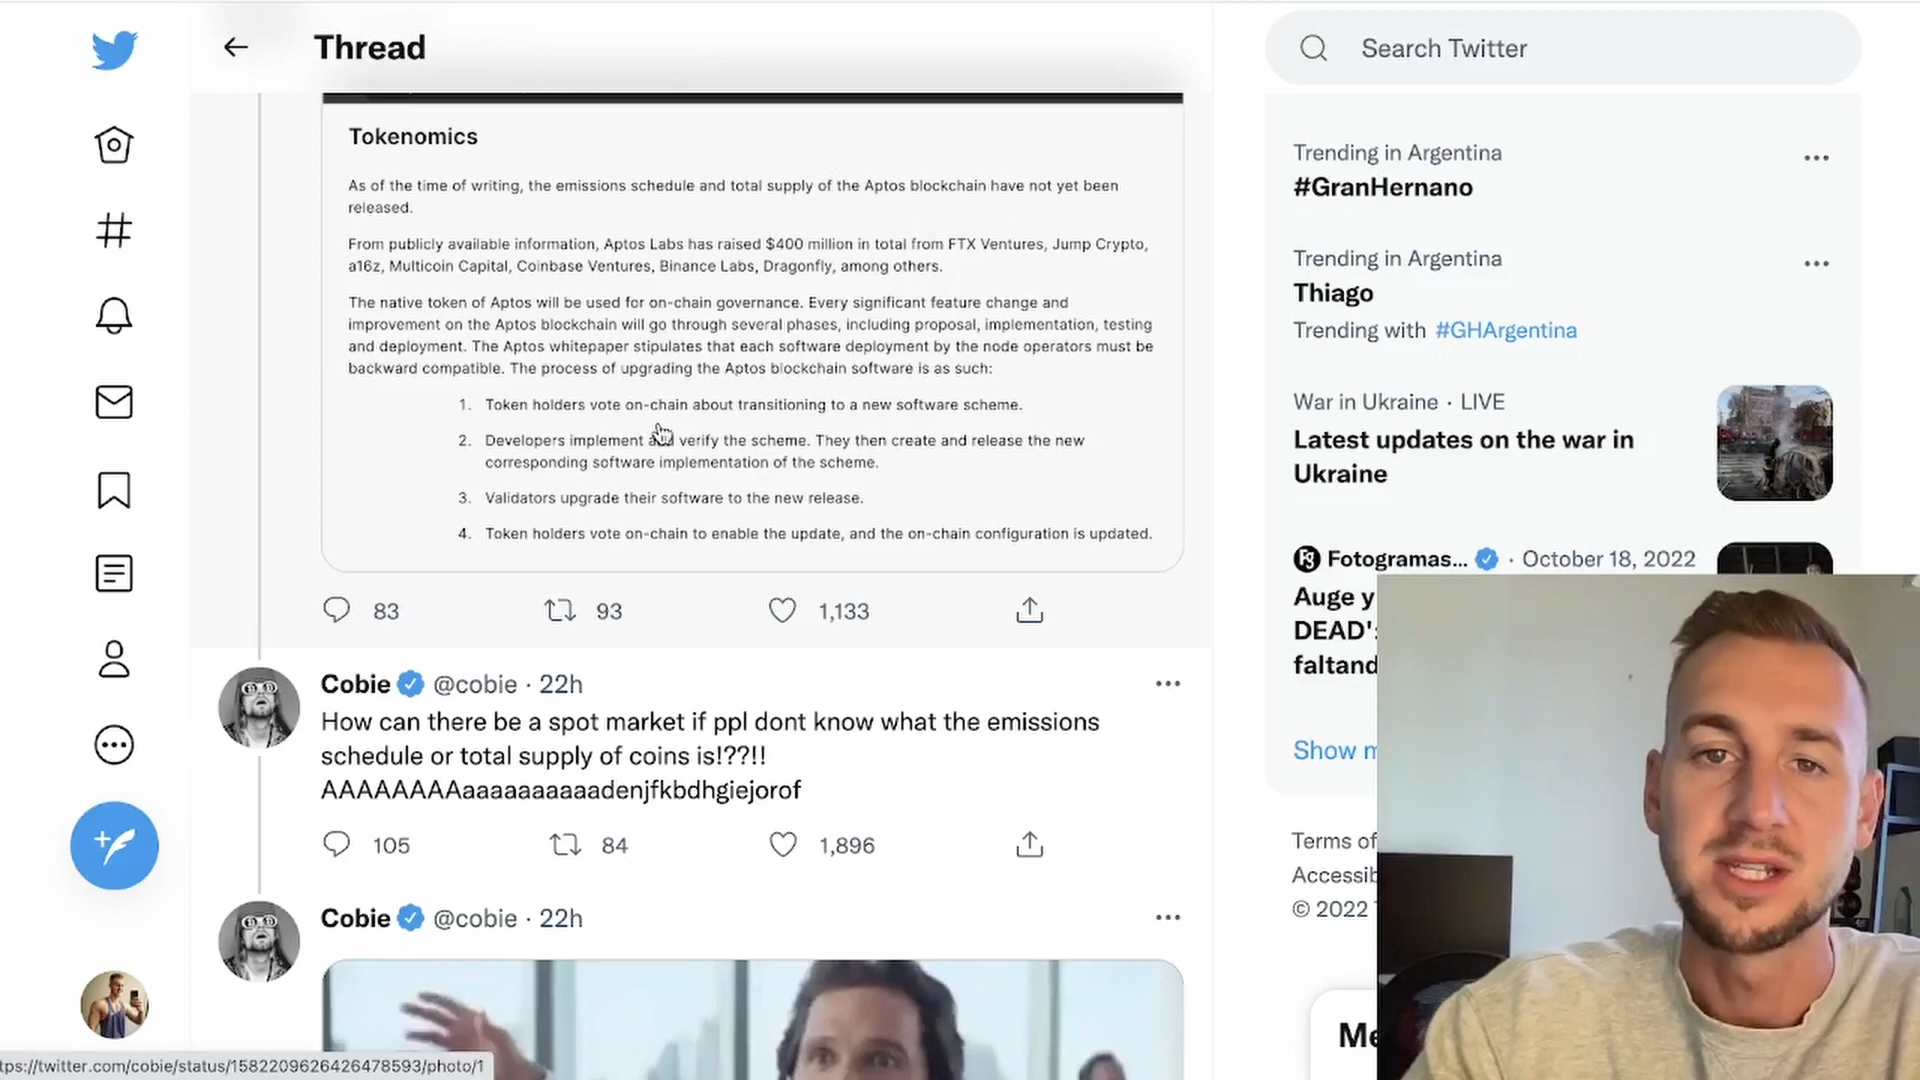 Thread
Search Twitter
Tokenomics
As of the time of writing, the emissions schedule and total supply of the Aptos blockchain have not yet been
released.
From publicly available information, Aptos Labs has raised $400 million in total from FTX Ventures, Jump Crypto,
a16z, Multicoin Capital, Coinbase Ventures, Binance Labs, Dragonfly, among others.
The native token of Aptos will be used for on-chain governance. Every significant feature change and
improvement on the Aptos blockchain will go through several phases, including proposal, implementation, testing
and deployment. The Aptos whitepaper stipulates that each software deployment by the node operators must be
backward compatible. The process of upgrading the Aptos blockchain software is as such:
1. Token holders vote on-chain about transitioning to a new software scheme.
2. Developers implement and verify the scheme. They then create and release the new
corresponding software implementation of the scheme.
3. Validators upgrade their software to the new release.
4. Token holders vote on-chain to enable the update, and the on-chain configuration is updated.
83 93 1,133
Cobie @cobie · 22h
How can there be a spot market if ppl dont know what the emissions
schedule or total supply of coins is!??!!
AAAAAAAAaaaaaaaaaadenjfkbdhgiejorof
105 84 1,896
Cobie @cobie · 22h
tps://twitter.com/cobie/status/1582209626426478593/photo/1
Trending in Argentina
#GranHernano
Trending in Argentina
Thiago
Trending with #GHArgentina
War in Ukraine · LIVE
Latest updates on the war in
Ukraine
Fotogramas... · October 18, 2022
Auge y
DEAD'
faltand
Show m
Terms of
Accessib
© 2022
Me